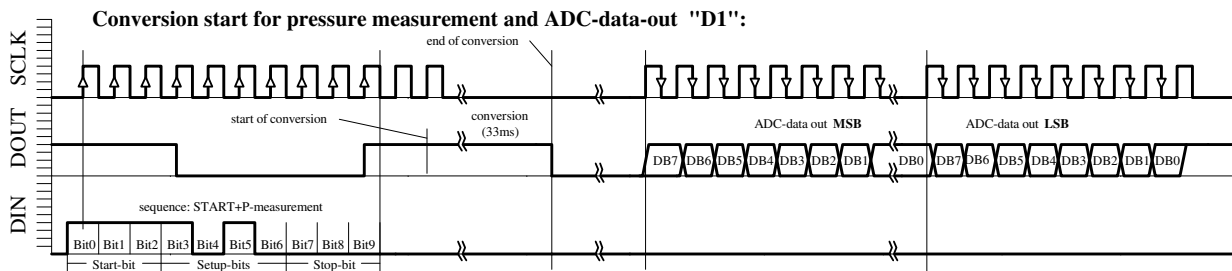 Conversion start for pressure measurement and ADC-data-out "D1":
end of conversion
SCLK
start of conversion
conversion
(33ms)
ADC-data out MSB
ADC-data out LSB
DOUT
DB7 DB6 DB5 DB4 DB3 DB2 DB1 DB0 DB7 DB6 DB5 DB4 DB3 DB2 DB1 DB0
DIN
sequence: START+P-measurement
Bit0 Bit1 Bit2 Bit3 Bit4 Bit5 Bit6 Bit7 Bit8 Bit9
Start-bit Setup-bits Stop-bit